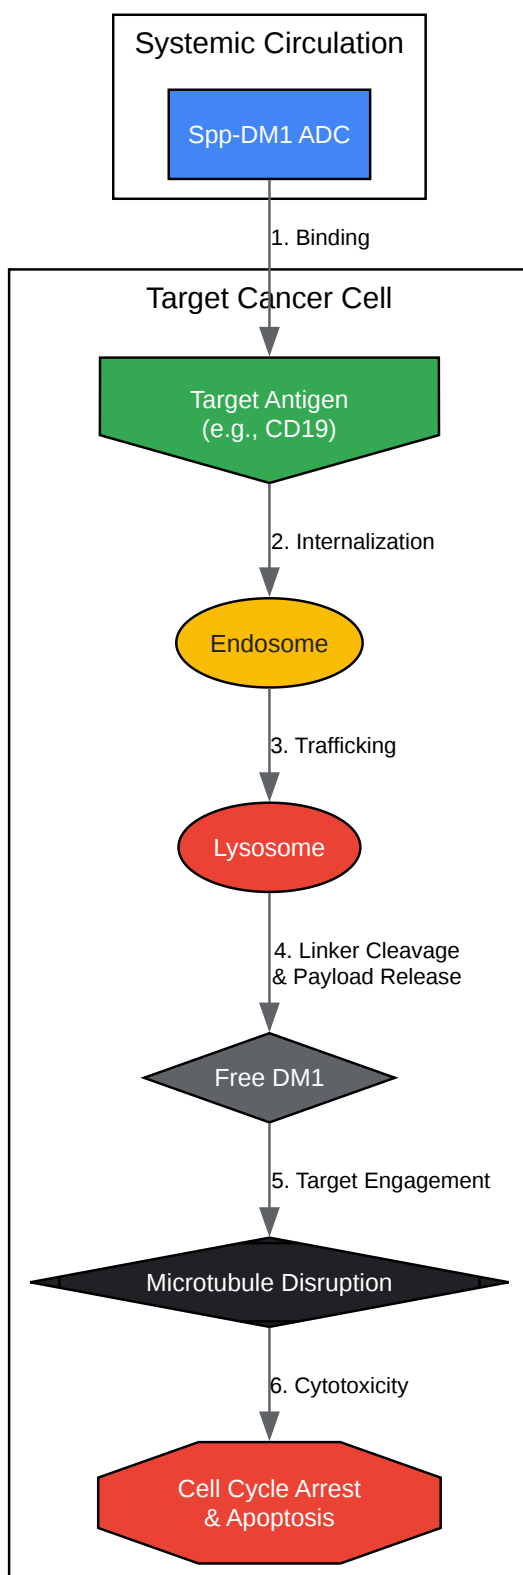 Systemic Circulation
Spp-DM1 ADC
1. Binding
Target Cancer Cell
Target Antigen
(e.g., CD19)
2. Internalization
Endosome
3. Trafficking
Lysosome
4. Linker Cleavage
& Payload Release
Free DM1
5. Target Engagement
Microtubule Disruption
6. Cytotoxicity
Cell Cycle Arrest
& Apoptosis